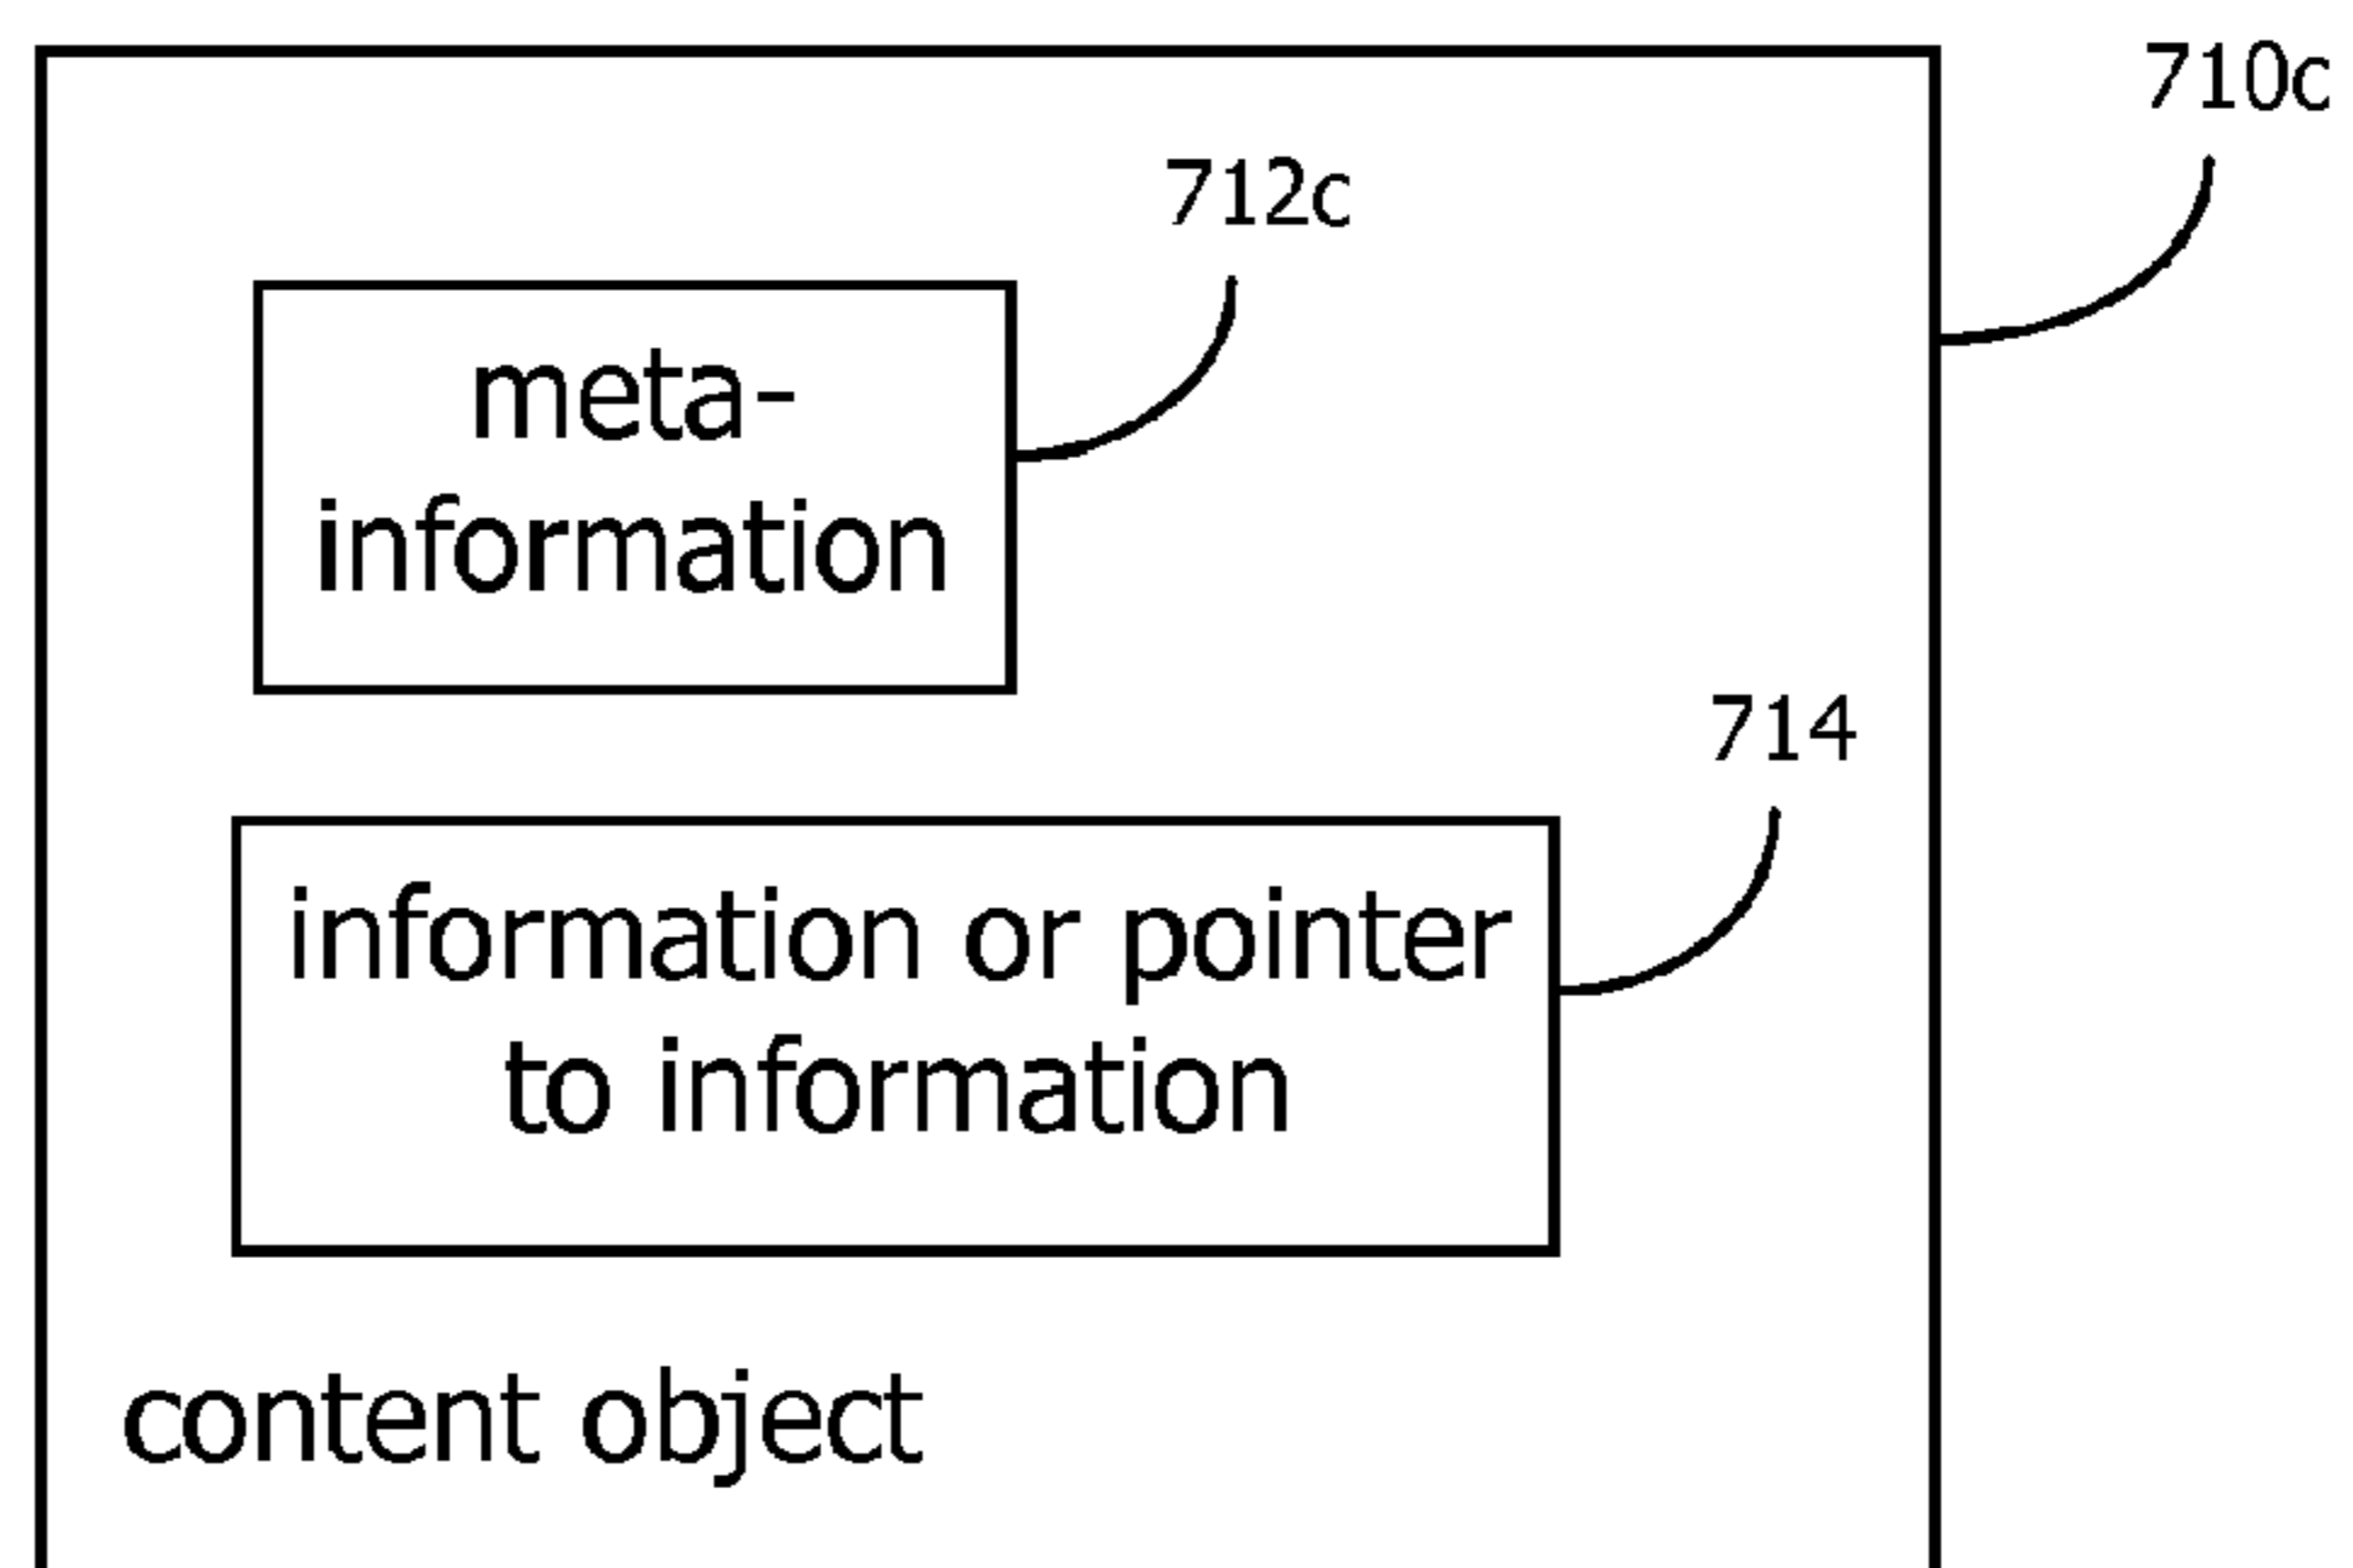 710c
712c
meta-
information
714
information or pointer
to information
content object